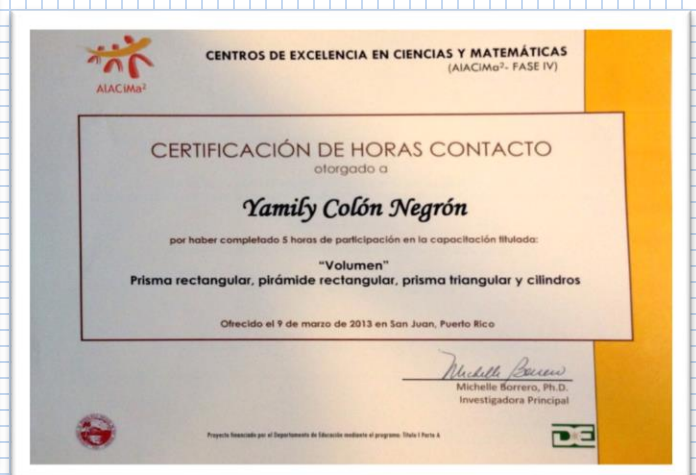 AlACiMa²
CENTROS DE EXCELENCIA EN CIENCIAS Y MATEMÁTICAS
(AlACiMa²- FASE IV)
CERTIFICACIÓN DE HORAS CONTACTO
otorgado a
Yamily Colón Negrón
por haber completado 5 horas de participación en la capacitación titulada:
"Volumen"
Prisma rectangular, pirámide rectangular, prisma triangular y cilindros
Ofrecido el 9 de marzo de 2013 en San Juan, Puerto Rico
Michelle Borrero
Michelle Borrero, Ph.D.
Investigadora Principal
Proyecto financiado por el Departamento de Educación mediante el programa: Título I Parte A
DE